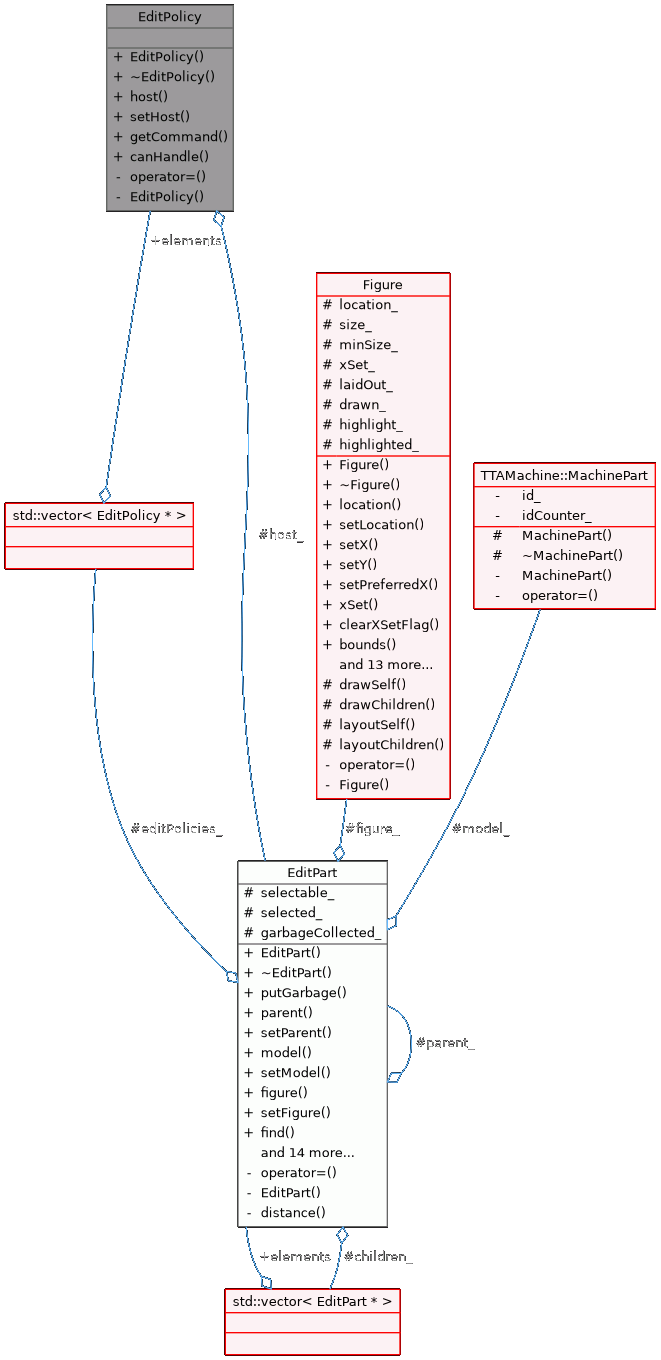 EditPolicy
+ EditPolicy()
+ ~EditPolicy()
+ host()
+ setHost()
+ getCommand()
+ canHandle()
- operator=()
- EditPolicy()
+elements
Figure
# location_
# size_
# minSize_
# xSet_
# laidOut_
# drawn_
# highlight_
# highlighted_
+ Figure()
+ ~Figure()
+ location()
+ setLocation()
+ setX()
+ setY()
+ setPreferredX()
+ xSet()
+ clearXSetFlag()
+ bounds()
and 13 more...
# drawSelf()
# drawChildren()
# layoutSelf()
# layoutChildren()
- operator=()
- Figure()
TTAMachine::MachinePart
- id_
- idCounter_
# MachinePart()
# ~MachinePart()
- MachinePart()
- operator=()
std::vector< EditPolicy * >
#host_
#editPolicies_
#figure_
#model_
EditPart
# selectable_
# selected_
# garbageCollected_
+ EditPart()
+ ~EditPart()
+ putGarbage()
+ parent()
+ setParent()
+ model()
+ setModel()
+ figure()
+ setFigure()
+ find()
and 14 more...
- operator=()
- EditPart()
- distance()
#parent_
+elements
#children_
std::vector< EditPart * >